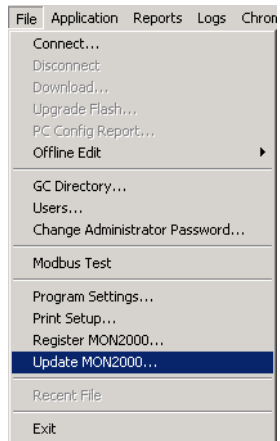 File Application Reports Logs Chron
Connect...
Disconnect
Download...
Upgrade Flash...
PC Config Report...
Offline Edit
GC Directory...
Users...
Change Administrator Password...
Modbus Test
Program Settings...
Print Setup...
Register MON2000...
Update MON2000...
Recent File
Exit